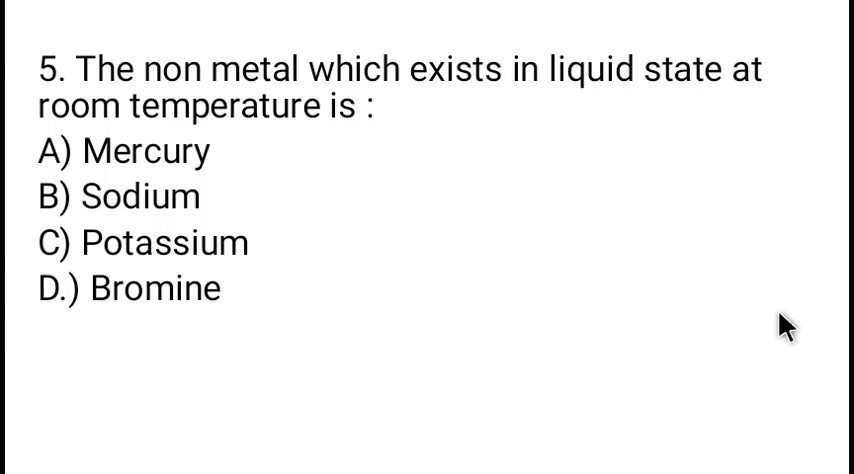 5. The non metal which exists in liquid state at
room temperature is :
A) Mercury
B) Sodium
C) Potassium
D.) Bromine